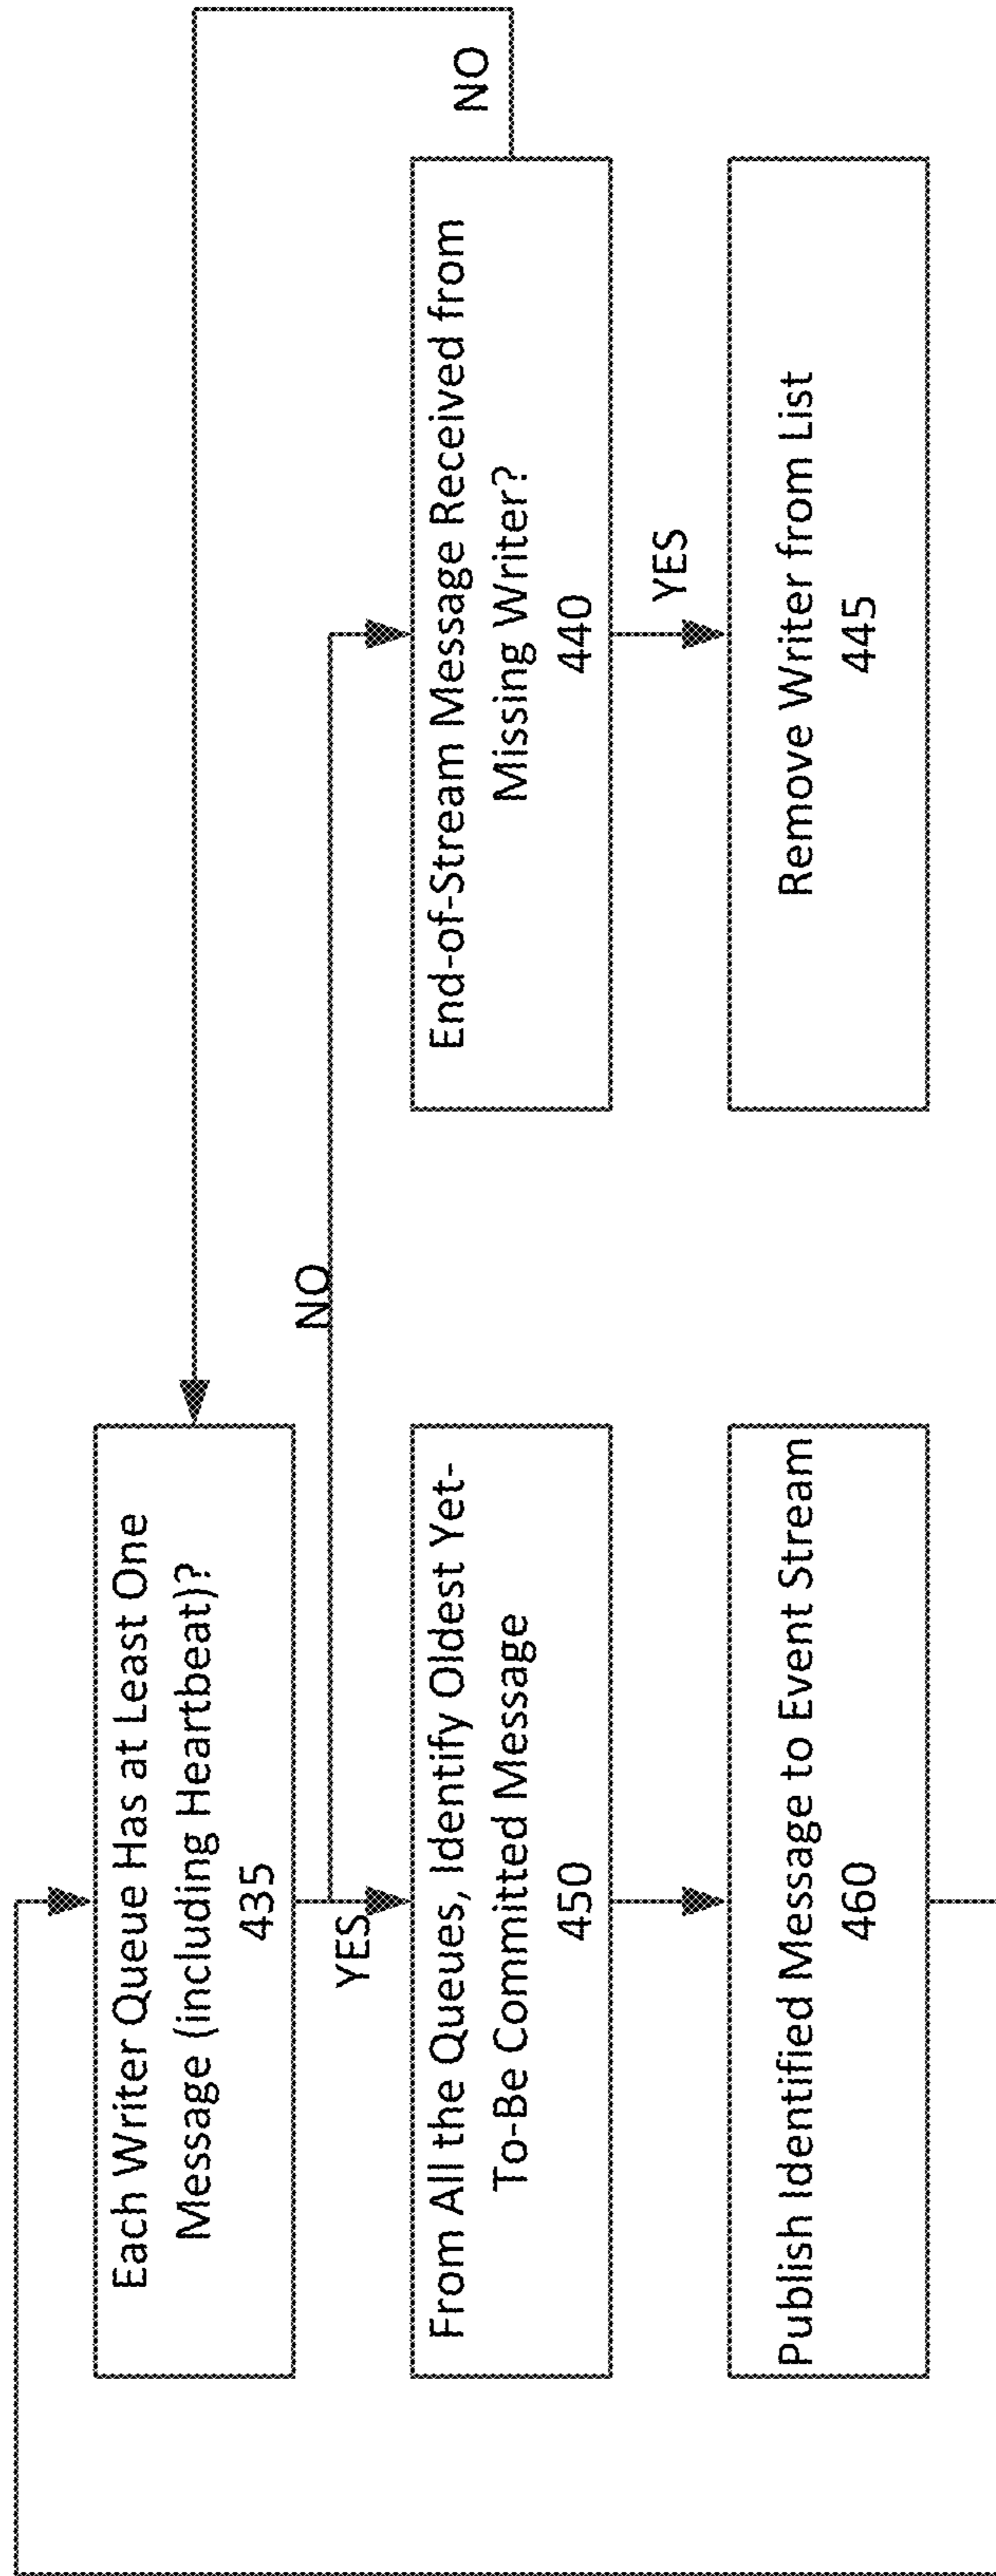 Each Writer Queue Has at Least One
Message (including Heartbeat)?
435
NO
YES
From All the Queues, Identify Oldest Yet-
To-Be Committed Message
450
Publish Identified Message to Event Stream
460
NO
End-of-Stream Message Received from
Missing Writer?
440
YES
Remove Writer from List
445